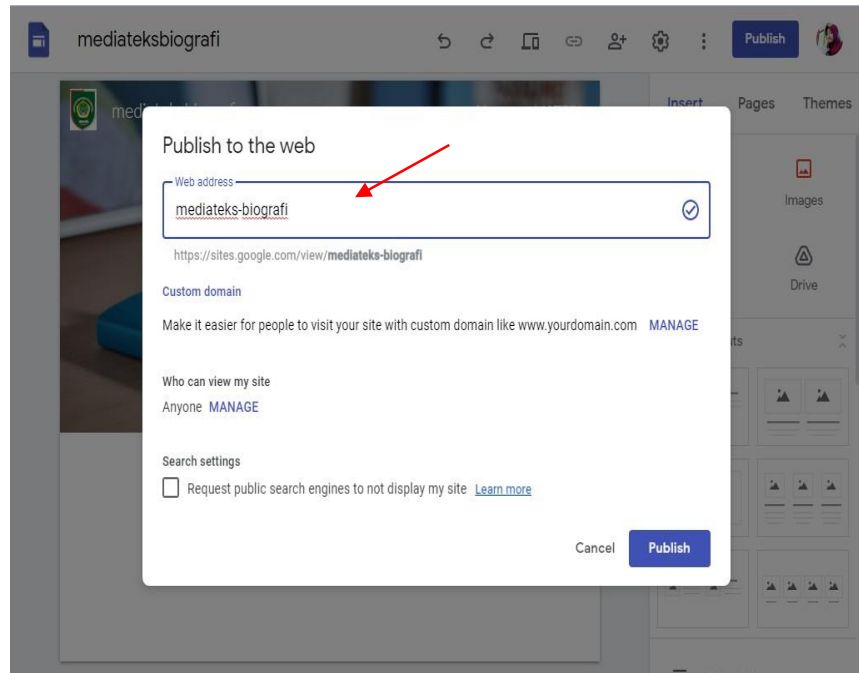 mediateksbiografi
Publish
Insert Pages Themes
Publish to the web
Web address
mediateks-biografi
Images
https://sites.google.com/view/mediateks-biografi
Drive
Custom domain
Make it easier for people to visit your site with custom domain like www.yourdomain.com MANAGE
Who can view my site
Anyone MANAGE
Search settings
Request public search engines to not display my site Learn more
Cancel Publish